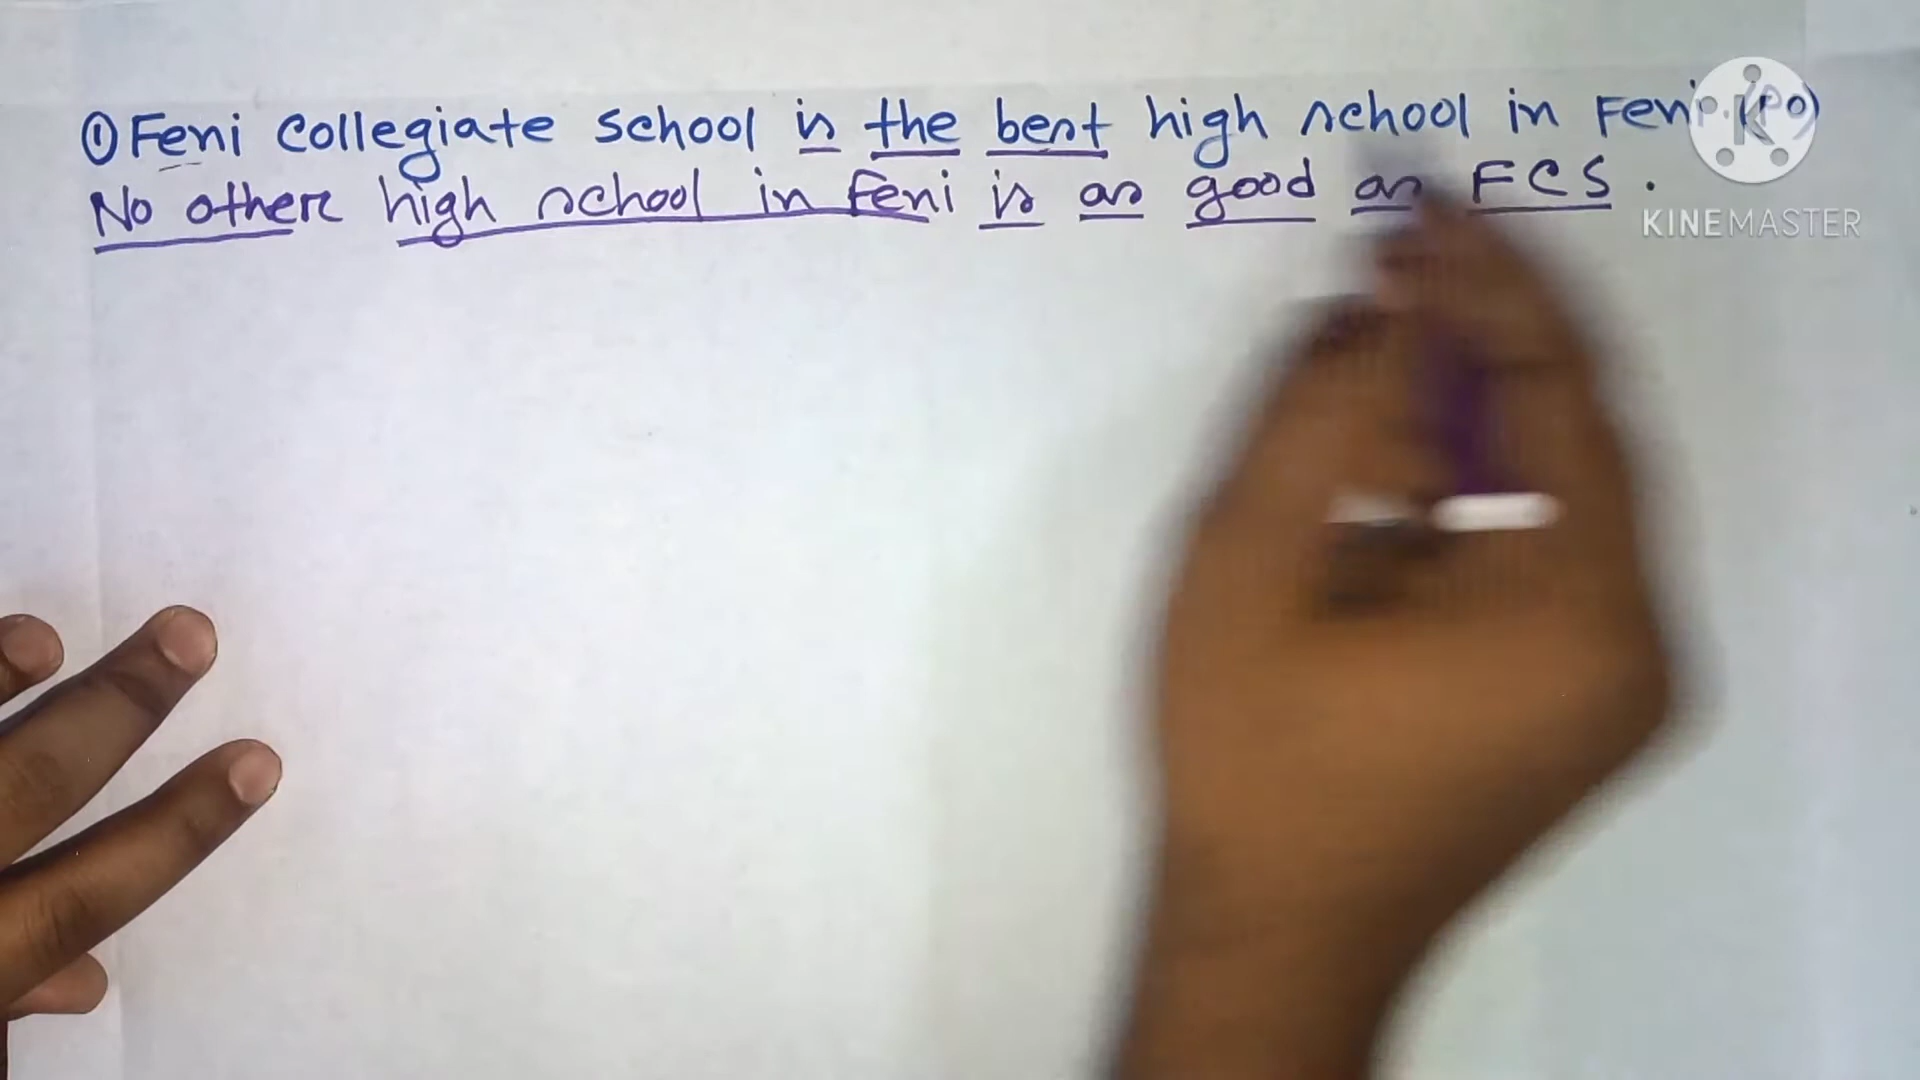 ① Feni Collegiate school is the best high school in Feni. (Po)
No other high school in Feni is as good as FCS.
KINEMASTER